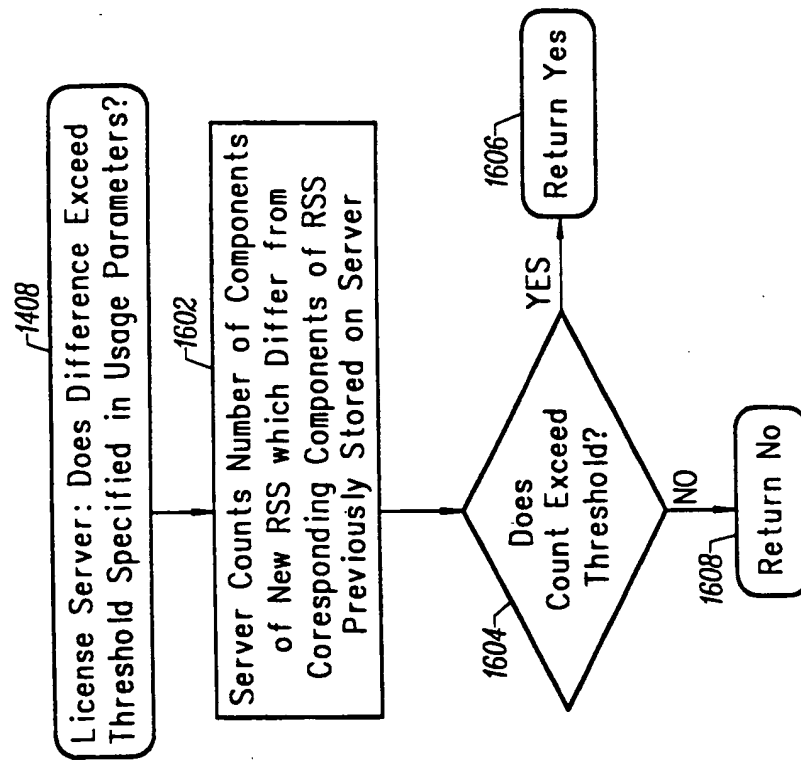 1408
License Server: Does Difference Exceed
Threshold Specified in Usage Parameters?
1602
Server Counts Number of Components
of New RSS which Differ from
Coresponding Components of RSS
Previously Stored on Server
1604
Does
Count Exceed
Threshold?
YES
1606
Return Yes
NO
1608
Return No